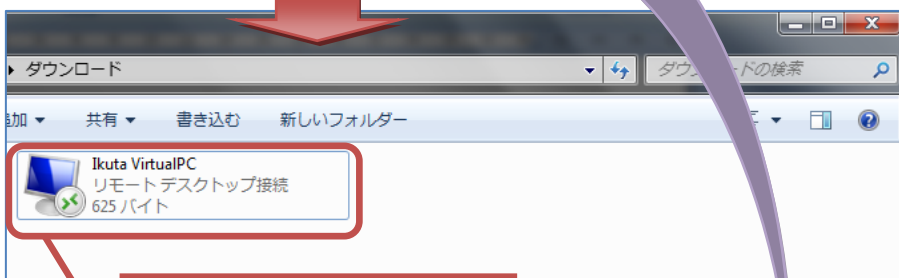 ダウンロード
ダウンロードの検索
共有
書き込む
新しいフォルダー
Ikuta VirtualPC
リモート デスクトップ接続
625 バイト